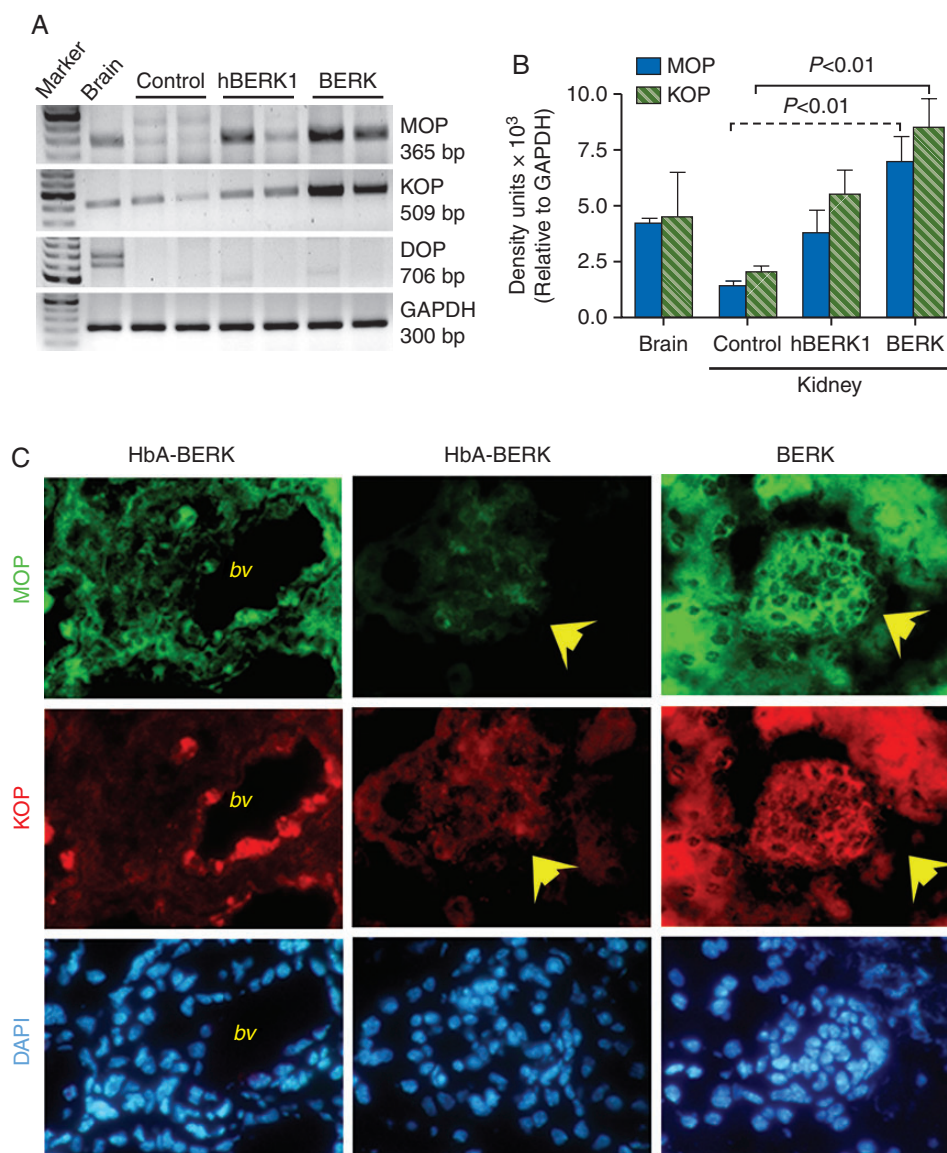 A
Marker
Brain
Control
hBERK1
BERK
MOP
365 bp
KOP
509 bp
DOP
706 bp
GAPDH
300 bp
B
MOP
KOP
P<0.01
P<0.01
Density units × 10³
(Relative to GAPDH)
10.0
7.5
5.0
2.5
0.0
Brain
Control
hBERK1
BERK
Kidney
C
HbA-BERK
HbA-BERK
BERK
MOP
bv
KOP
bv
DAPI
bv